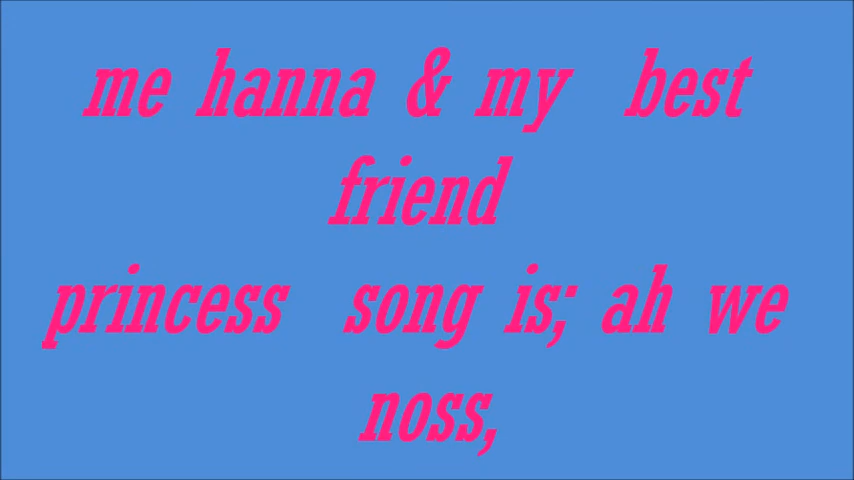 me hanna & my best
friend
princess song is; ah we
noss,